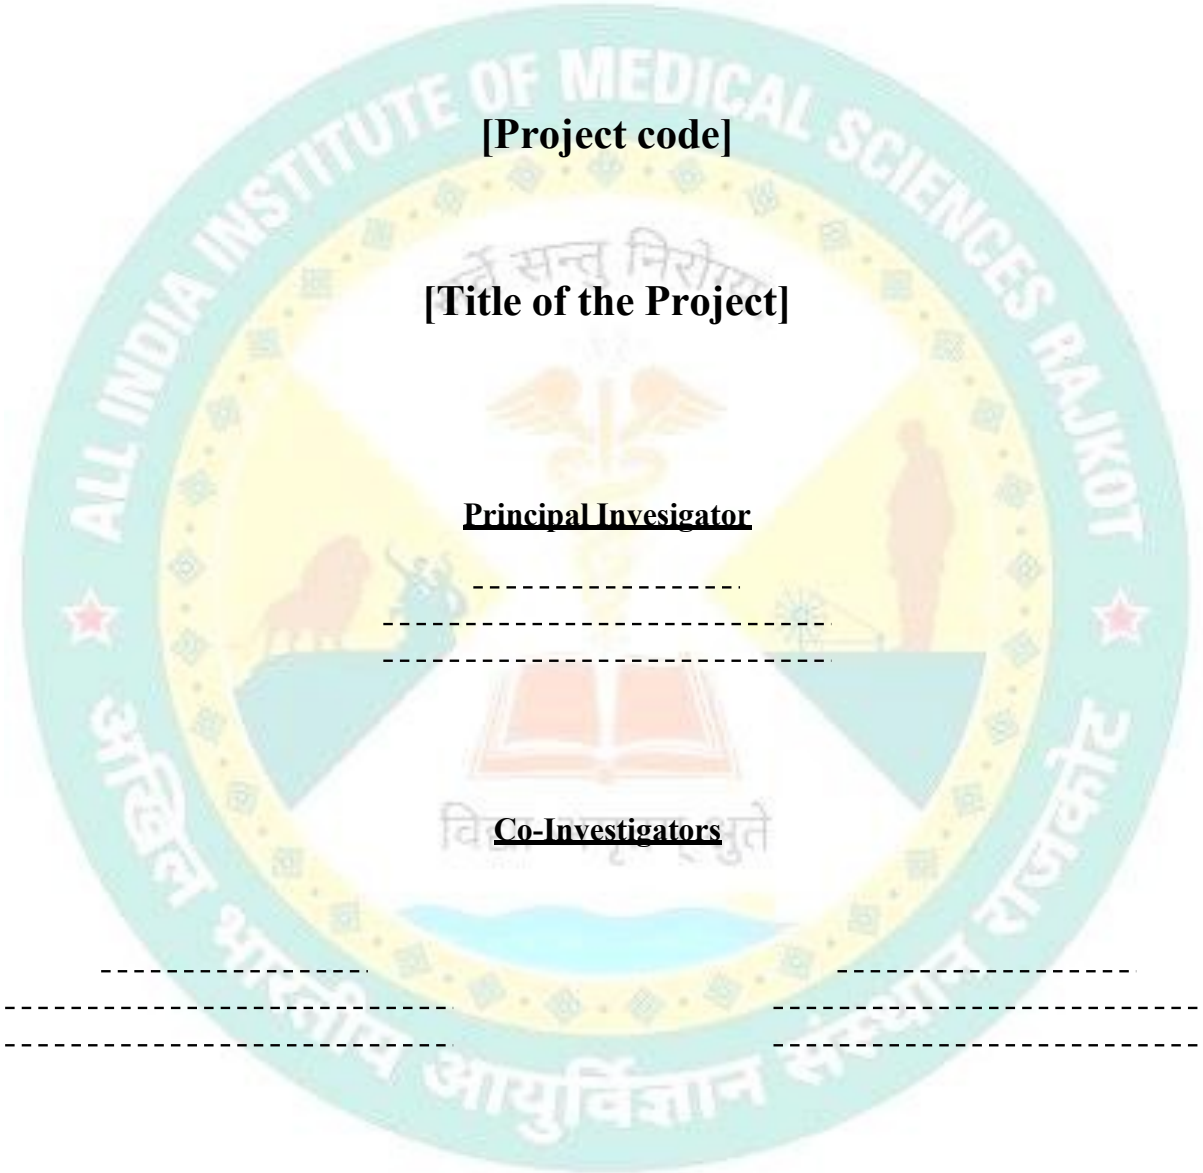 ALL INDIA INSTITUTE OF MEDICAL SCIENCES RAJKOT
[Project code]
सन्तु
[Title of the Project]
Principal Invesigator
--------------------
----------------------------------
----------------------------------
Co-Investigators
--------------------
----------------------------------
----------------------------------
--------------------
----------------------------------
----------------------------------
अखिल भारतीय आयुर्विज्ञान संस्थान राजकोट